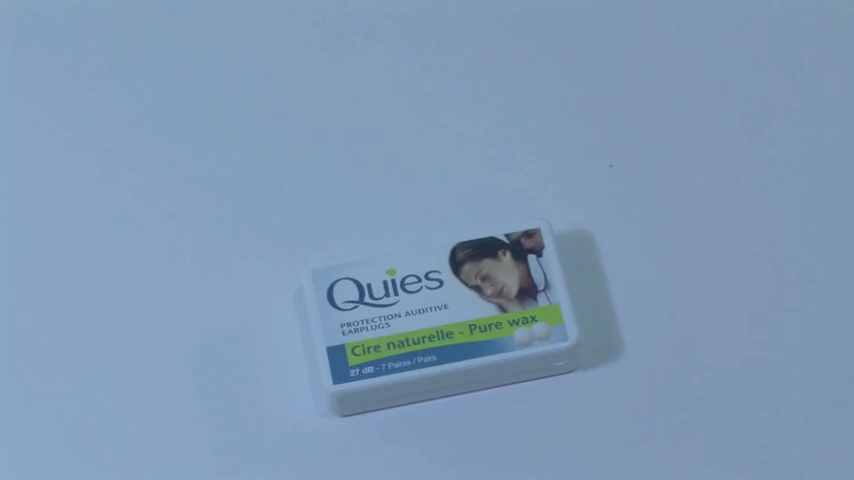 Quies
PROTECTION AUDITIVE
EARPLUGS
Cire naturelle - Pure wax
27 dB - 7 Paires / Pairs